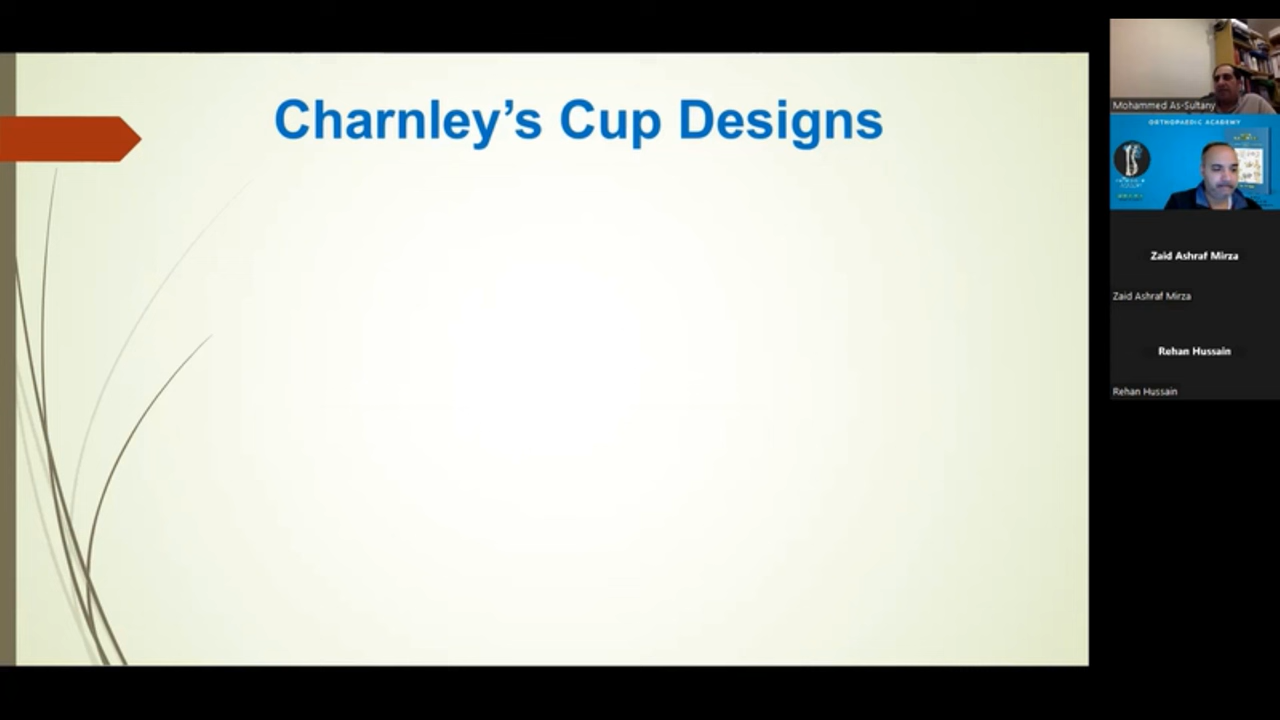 Charnley's Cup Designs
Mohammed As-Sultany
ORTHOPAEDIC ACADEMY
Zaid Ashraf Mirza
Zaid Ashraf Mirza
Rehan Hussain
Rehan Hussain